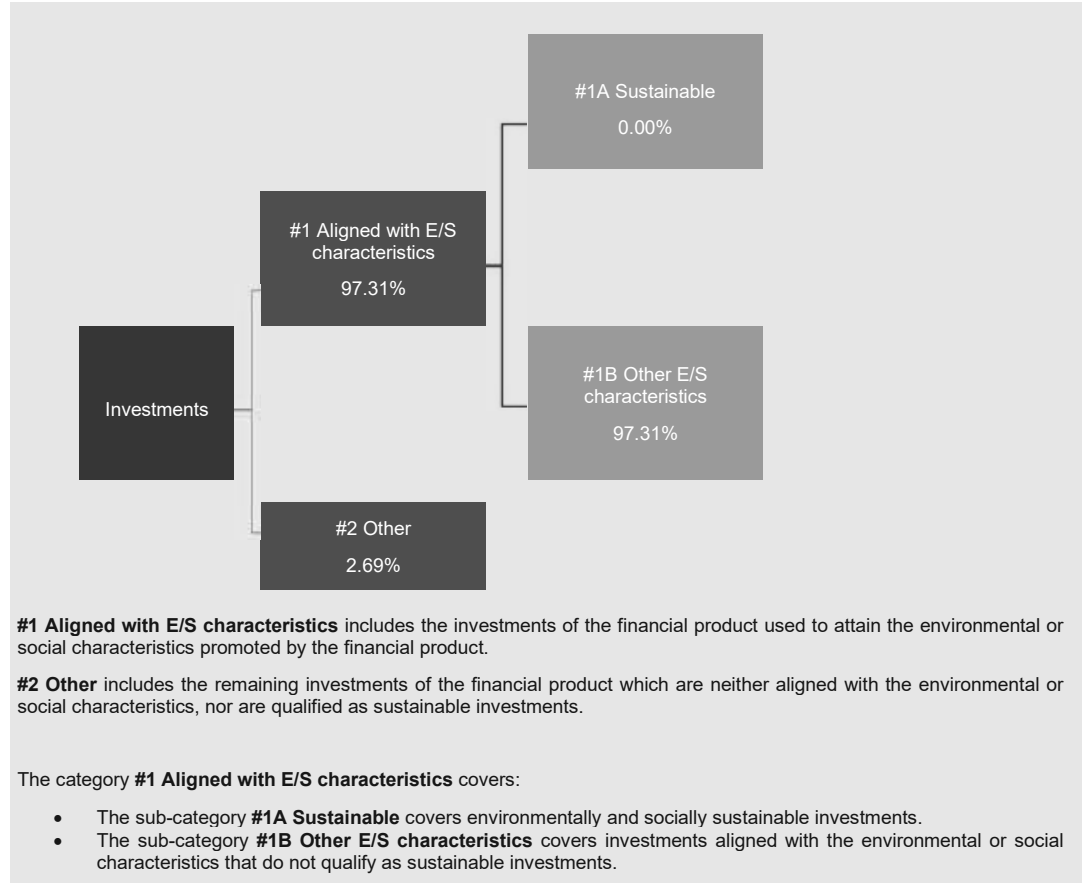 #1A Sustainable
0.00%
#1 Aligned with E/S
characteristics
97.31%
#1B Other E/S
characteristics
97.31%
Investments
#2 Other
2.69%
#1 Aligned with E/S characteristics includes the investments of the financial product used to attain the environmental or
social characteristics promoted by the financial product.
#2 Other includes the remaining investments of the financial product which are neither aligned with the environmental or
social characteristics, nor are qualified as sustainable investments.
The category #1 Aligned with E/S characteristics covers:
• The sub-category #1A Sustainable covers environmentally and socially sustainable investments.
• The sub-category #1B Other E/S characteristics covers investments aligned with the environmental or social
characteristics that do not qualify as sustainable investments.